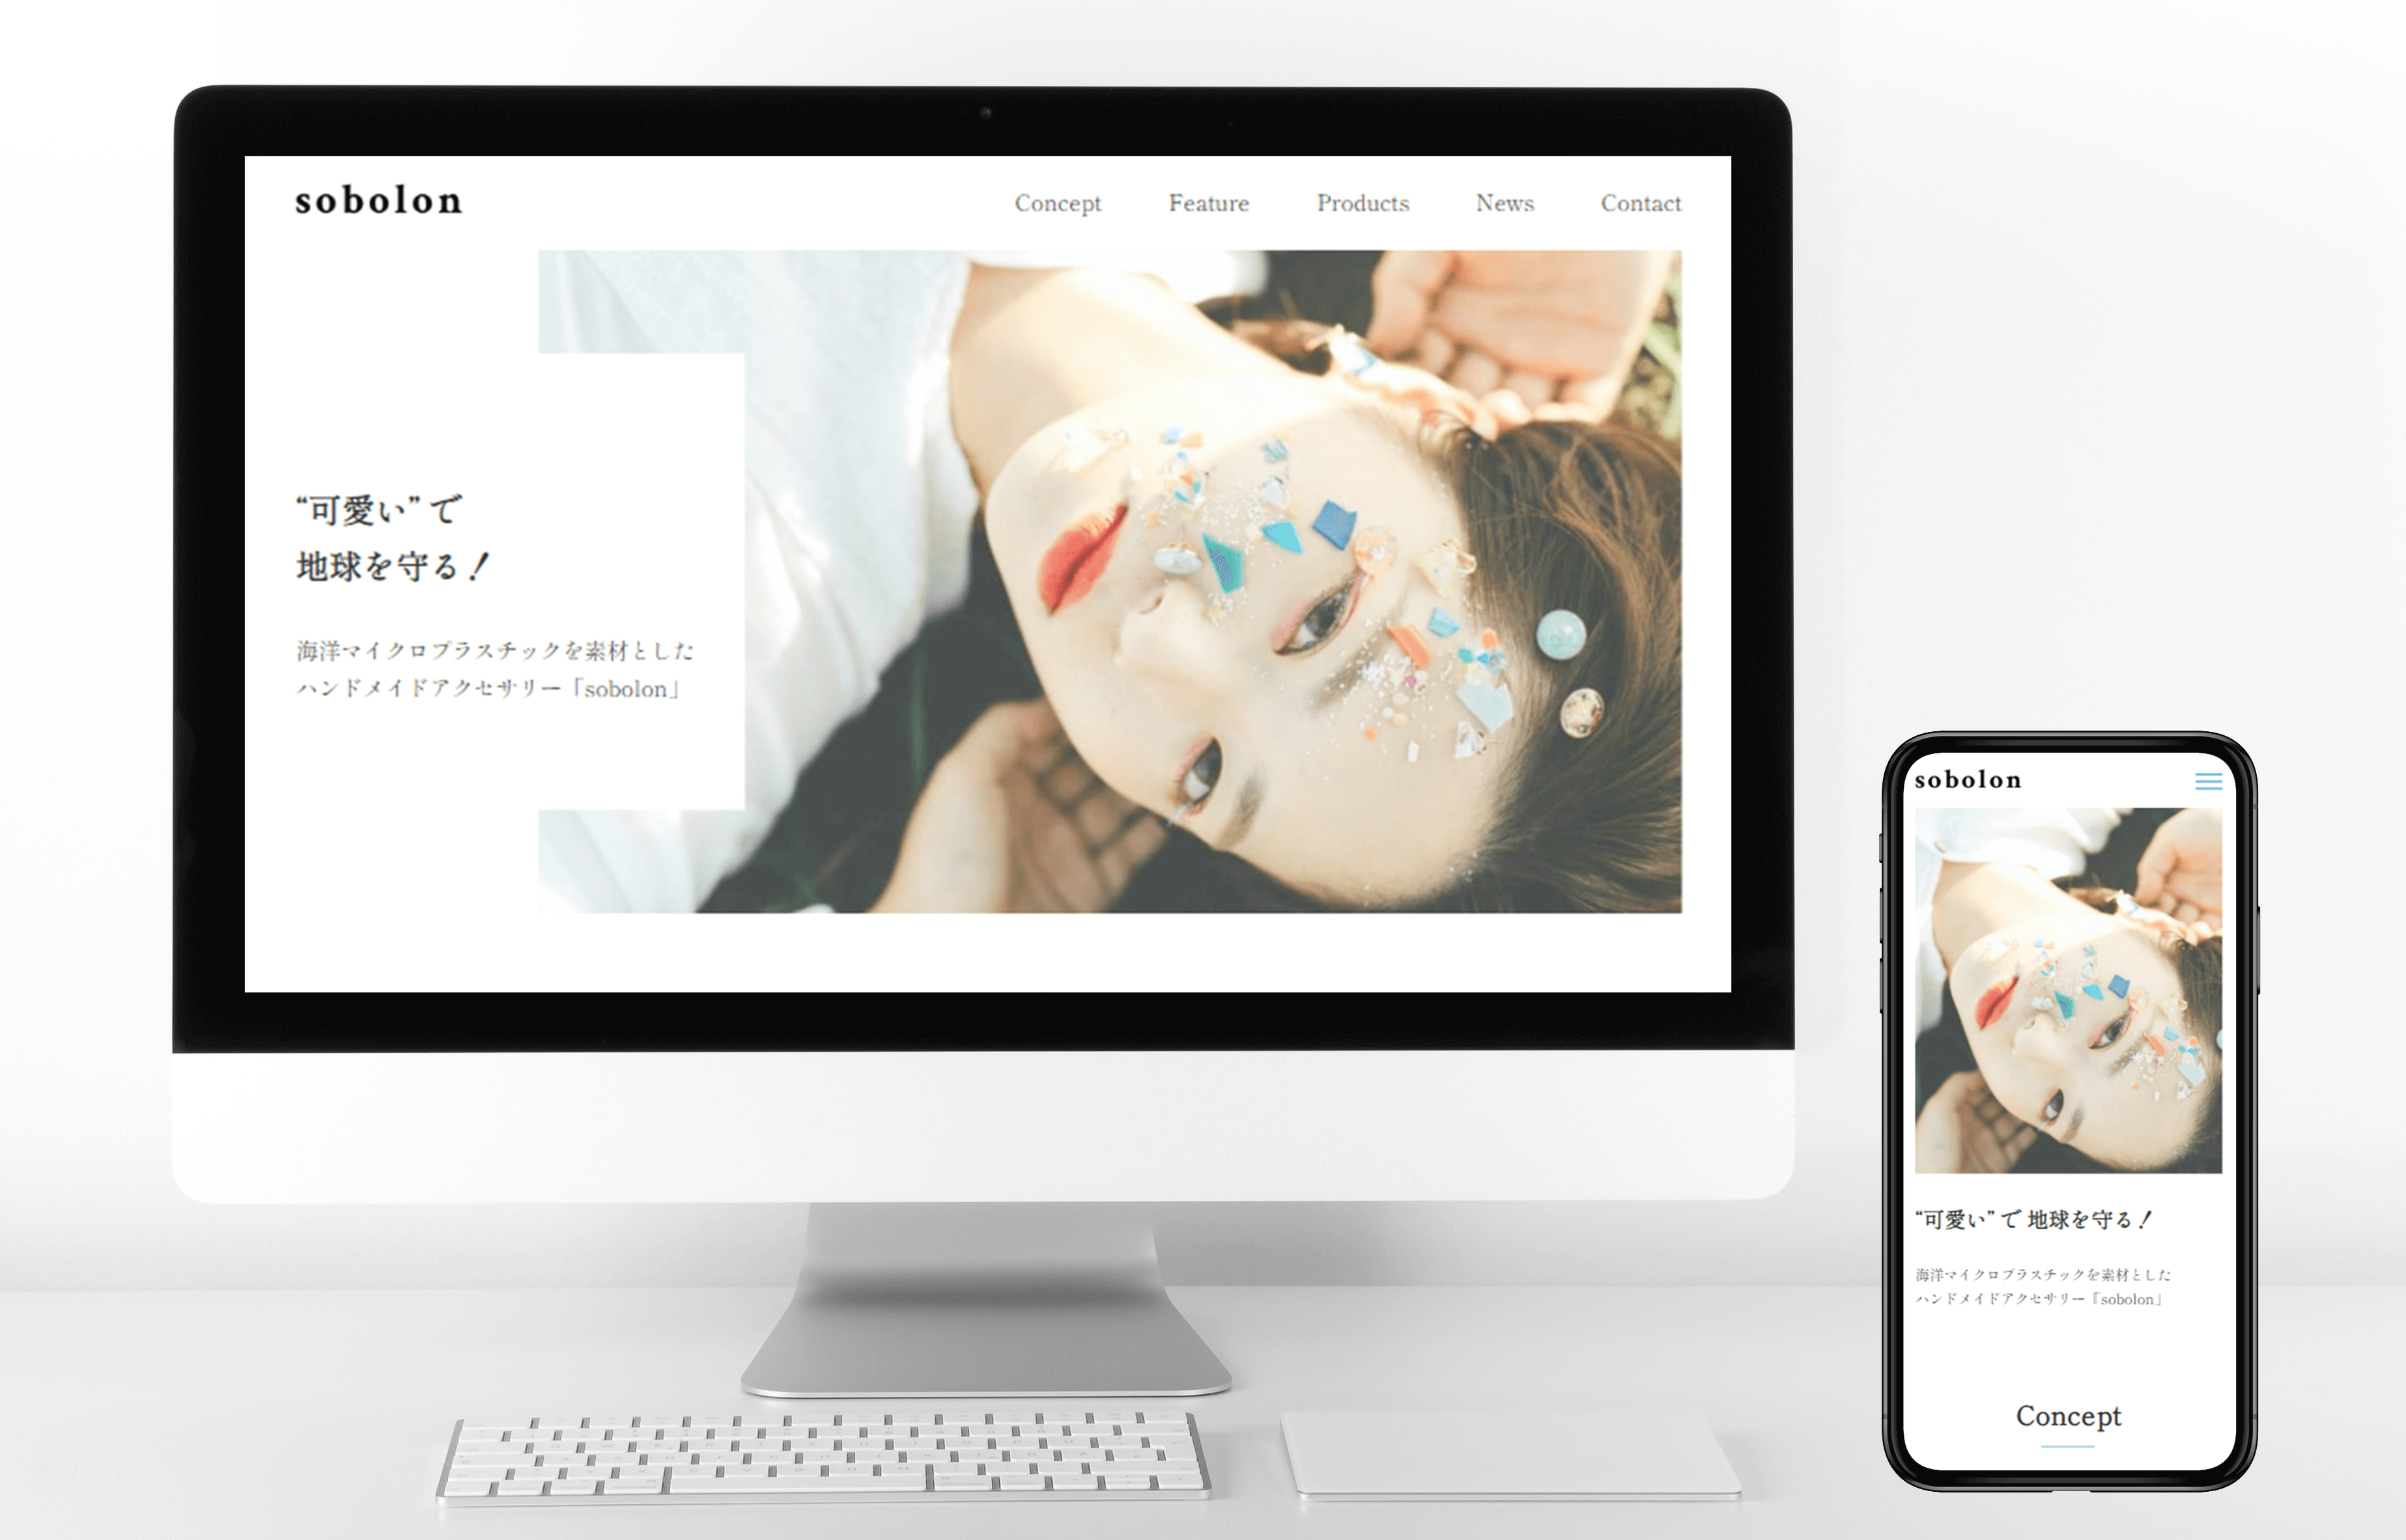 sobolon
Concept Feature Products News Contact
“可愛い” で
地球を守る！
海洋マイクロプラスチックを素材とした
ハンドメイドアクセサリー「sobolon」
sobolon
“可愛い” で 地球を守る！
海洋マイクロプラスチックを素材とした
ハンドメイドアクセサリー「sobolon」
Concept